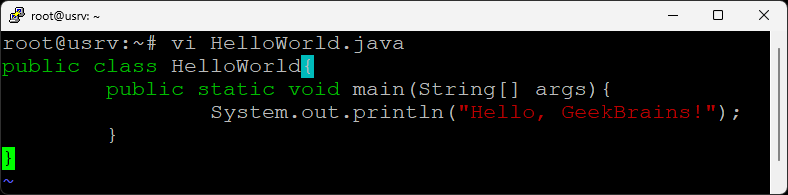 root@usrv: ~
root@usrv:~# vi HelloWorld.java
public class HelloWorld{
        public static void main(String[] args){
                System.out.println("Hello, GeekBrains!");
        }
}
~